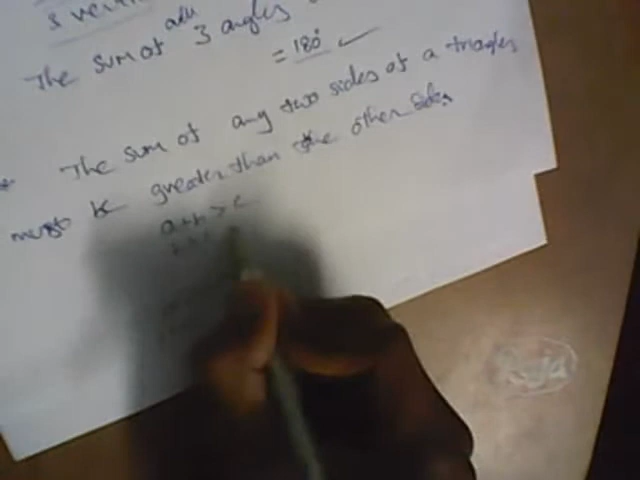 The sum of all 3 angles
= 180°
* The sum of any two sides of a triangles
must be greater than the other side.
a+b > c